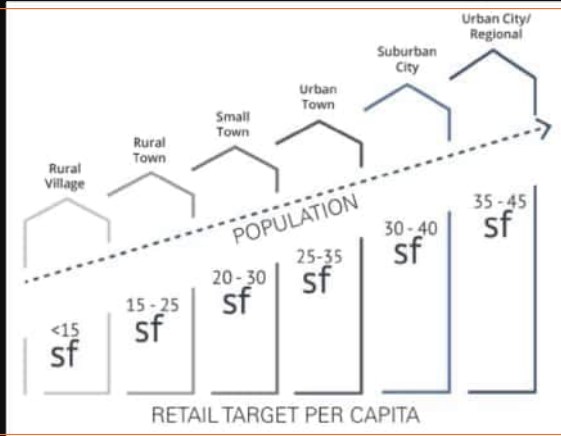 Urban City/
Regional
Suburban
City
Urban
Town
Small
Town
Rural
Town
Rural
Village
POPULATION
35 - 45
sf
30 - 40
sf
25-35
sf
20 - 30
sf
15 - 25
sf
<15
sf
RETAIL TARGET PER CAPITA